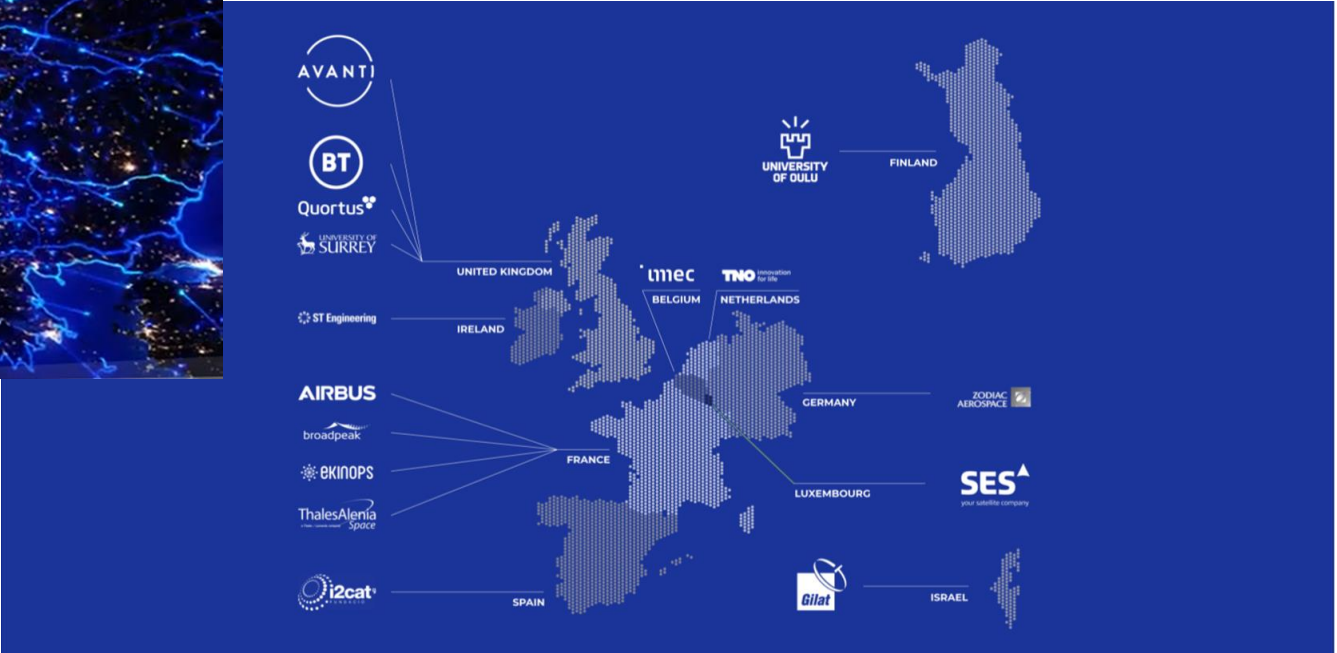 AVANTI
BT
Quortus
UNIVERSITY OF
SURREY
UNITED KINGDOM
ST Engineering
IRELAND
AIRBUS
broadpeak
ekinops
FRANCE
ThalesAlenia
Space
i2cat
FUNDACIÓ
SPAIN
UNIVERSITY
OF OULU
FINLAND
imec
BELGIUM
TNO innovation
for life
NETHERLANDS
GERMANY
ZODIAC
AEROSPACE
LUXEMBOURG
SES
your satellite company
Gilat
ISRAEL